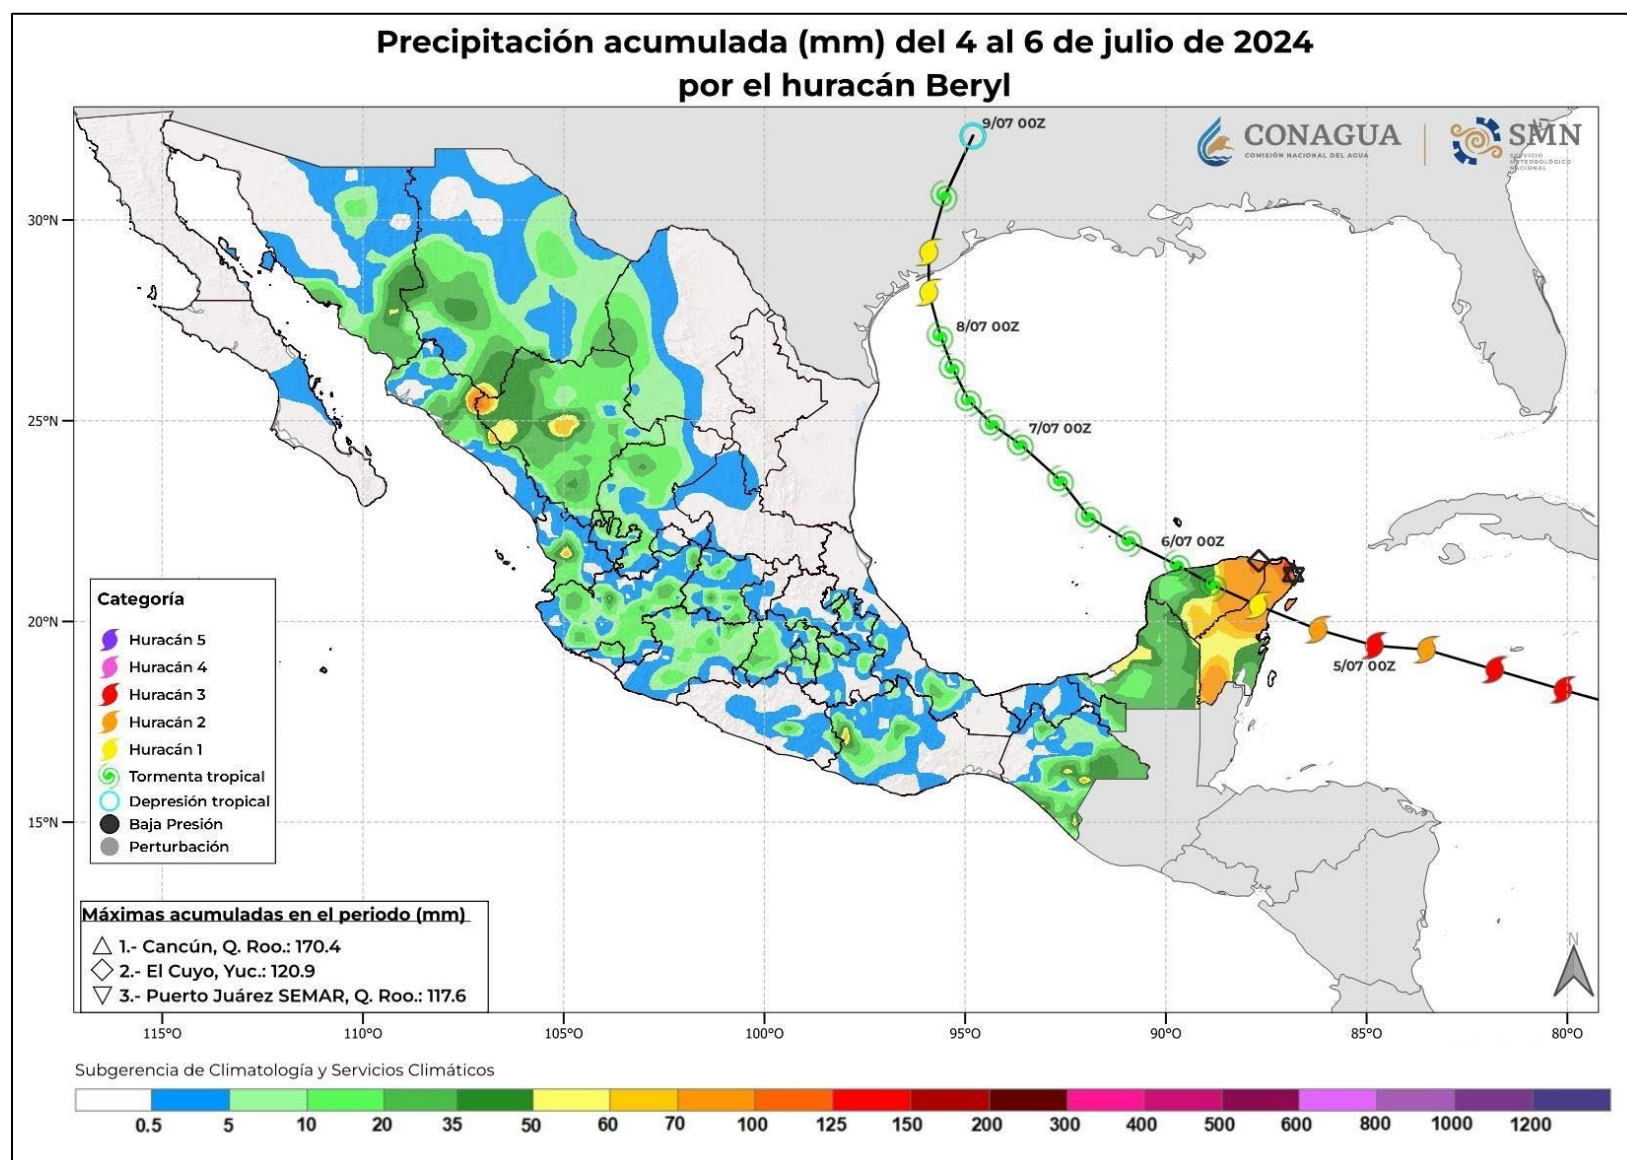 Precipitación acumulada (mm) del 4 al 6 de julio de 2024
por el huracán Beryl
CONAGUA
COMISIÓN NACIONAL DEL AGUA
SMN
SERVICIO
METEOROLÓGICO
NACIONAL
9/07 00Z
8/07 00Z
7/07 00Z
6/07 00Z
5/07 00Z
30°N
25°N
20°N
15°N
Categoría
Huracán 5
Huracán 4
Huracán 3
Huracán 2
Huracán 1
Tormenta tropical
Depresión tropical
Baja Presión
Perturbación
Máximas acumuladas en el periodo (mm)
1.- Cancún, Q. Roo.: 170.4
2.- El Cuyo, Yuc.: 120.9
3.- Puerto Juárez SEMAR, Q. Roo.: 117.6
N
115°O 110°O 105°O 100°O 95°O 90°O 85°O 80°O
Subgerencia de Climatología y Servicios Climáticos
0.5 5 10 20 35 50 60 70 100 125 150 200 300 400 500 600 800 1000 1200